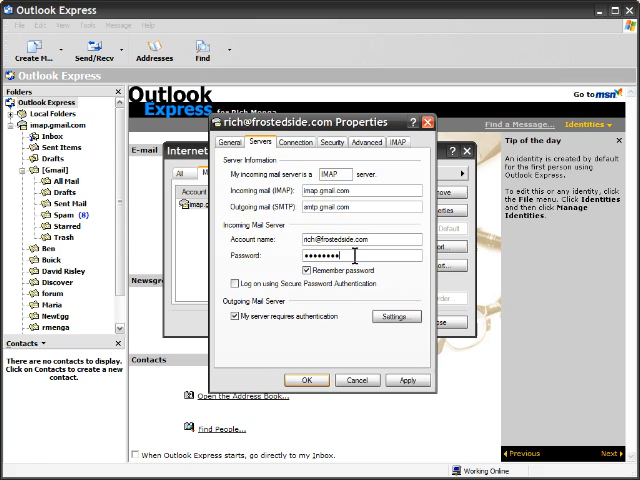 Outlook Express
File Edit View Tools Message Help
Create M... Send/Recv Addresses Find
Outlook Express
Folders
Outlook Express
Local Folders
imap.gmail.com
Inbox
Sent Items
Drafts
[Gmail]
All Mail
Drafts
Sent Mail
Spam (8)
Starred
Trash
Ben
Buick
David Risley
Discover
forum
Maria
NewEgg
rmenga
Contacts
There are no contacts to display.
Click on Contacts to create a new
contact.
Outlook
Express
for Rich Menga
Go to msn
Find a Message... Identities
E-mail
Newsgr
Contacts
Open the Address Book...
Find People...
When Outlook Express starts, go directly to my Inbox.
Internet
All M
Account
imap.g
rich@frostedside.com Properties
General Servers Connection Security Advanced IMAP
Server Information
My incoming mail server is a IMAP server.
Incoming mail (IMAP): imap.gmail.com
Outgoing mail (SMTP): smtp.gmail.com
Incoming Mail Server
Account name: rich@frostedside.com
Password: ••••••••
Remember password
Log on using Secure Password Authentication
Outgoing Mail Server
My server requires authentication Settings...
OK Cancel Apply
move
perties
Default
ort...
ort...
Order
ose
Tip of the day
An identity is created by default
for the first person using
Outlook Express.
To edit this or any identity, click
the File menu. Click Identities
and then click Manage
Identities.
Previous Next
Working Online